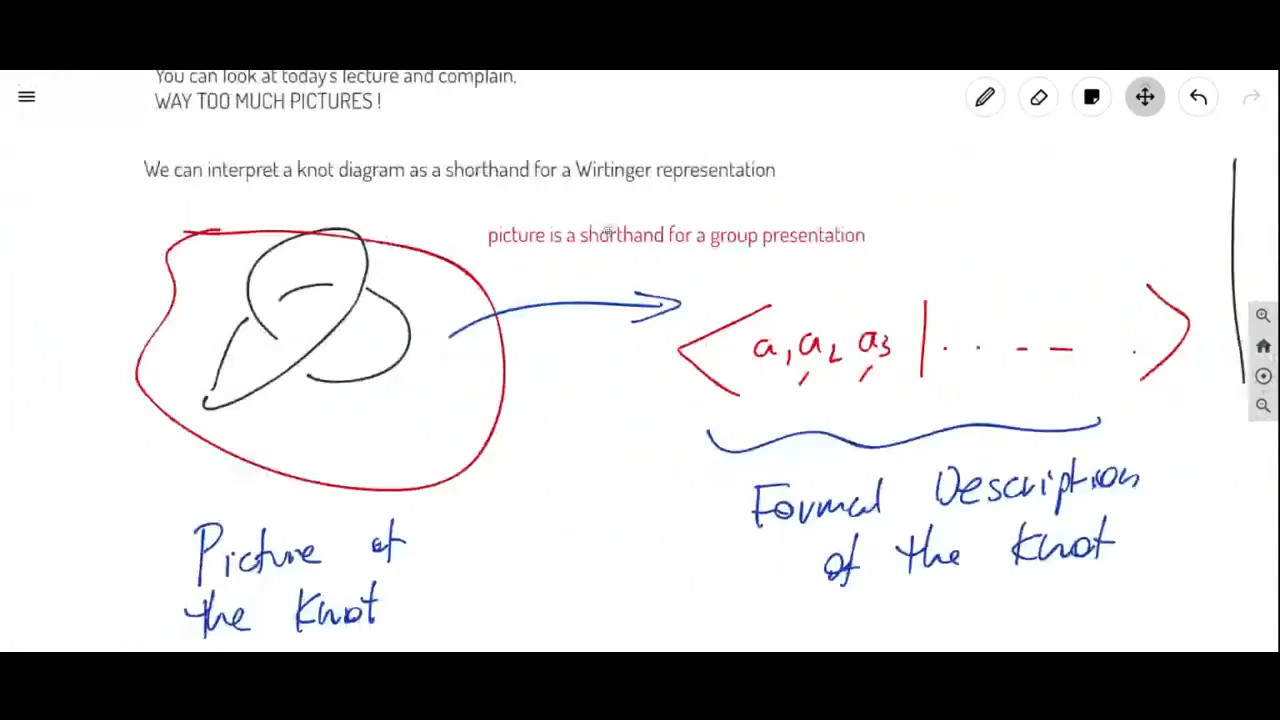 You can look at today's lecture and complain,
WAY TOO MUCH PICTURES !
We can interpret a knot diagram as a shorthand for a Wirtinger representation
picture is a shorthand for a group presentation
< a₁ a₂ a₃ | . . . _ _ . >
Formal Description
of the Knot
Picture of
the Knot